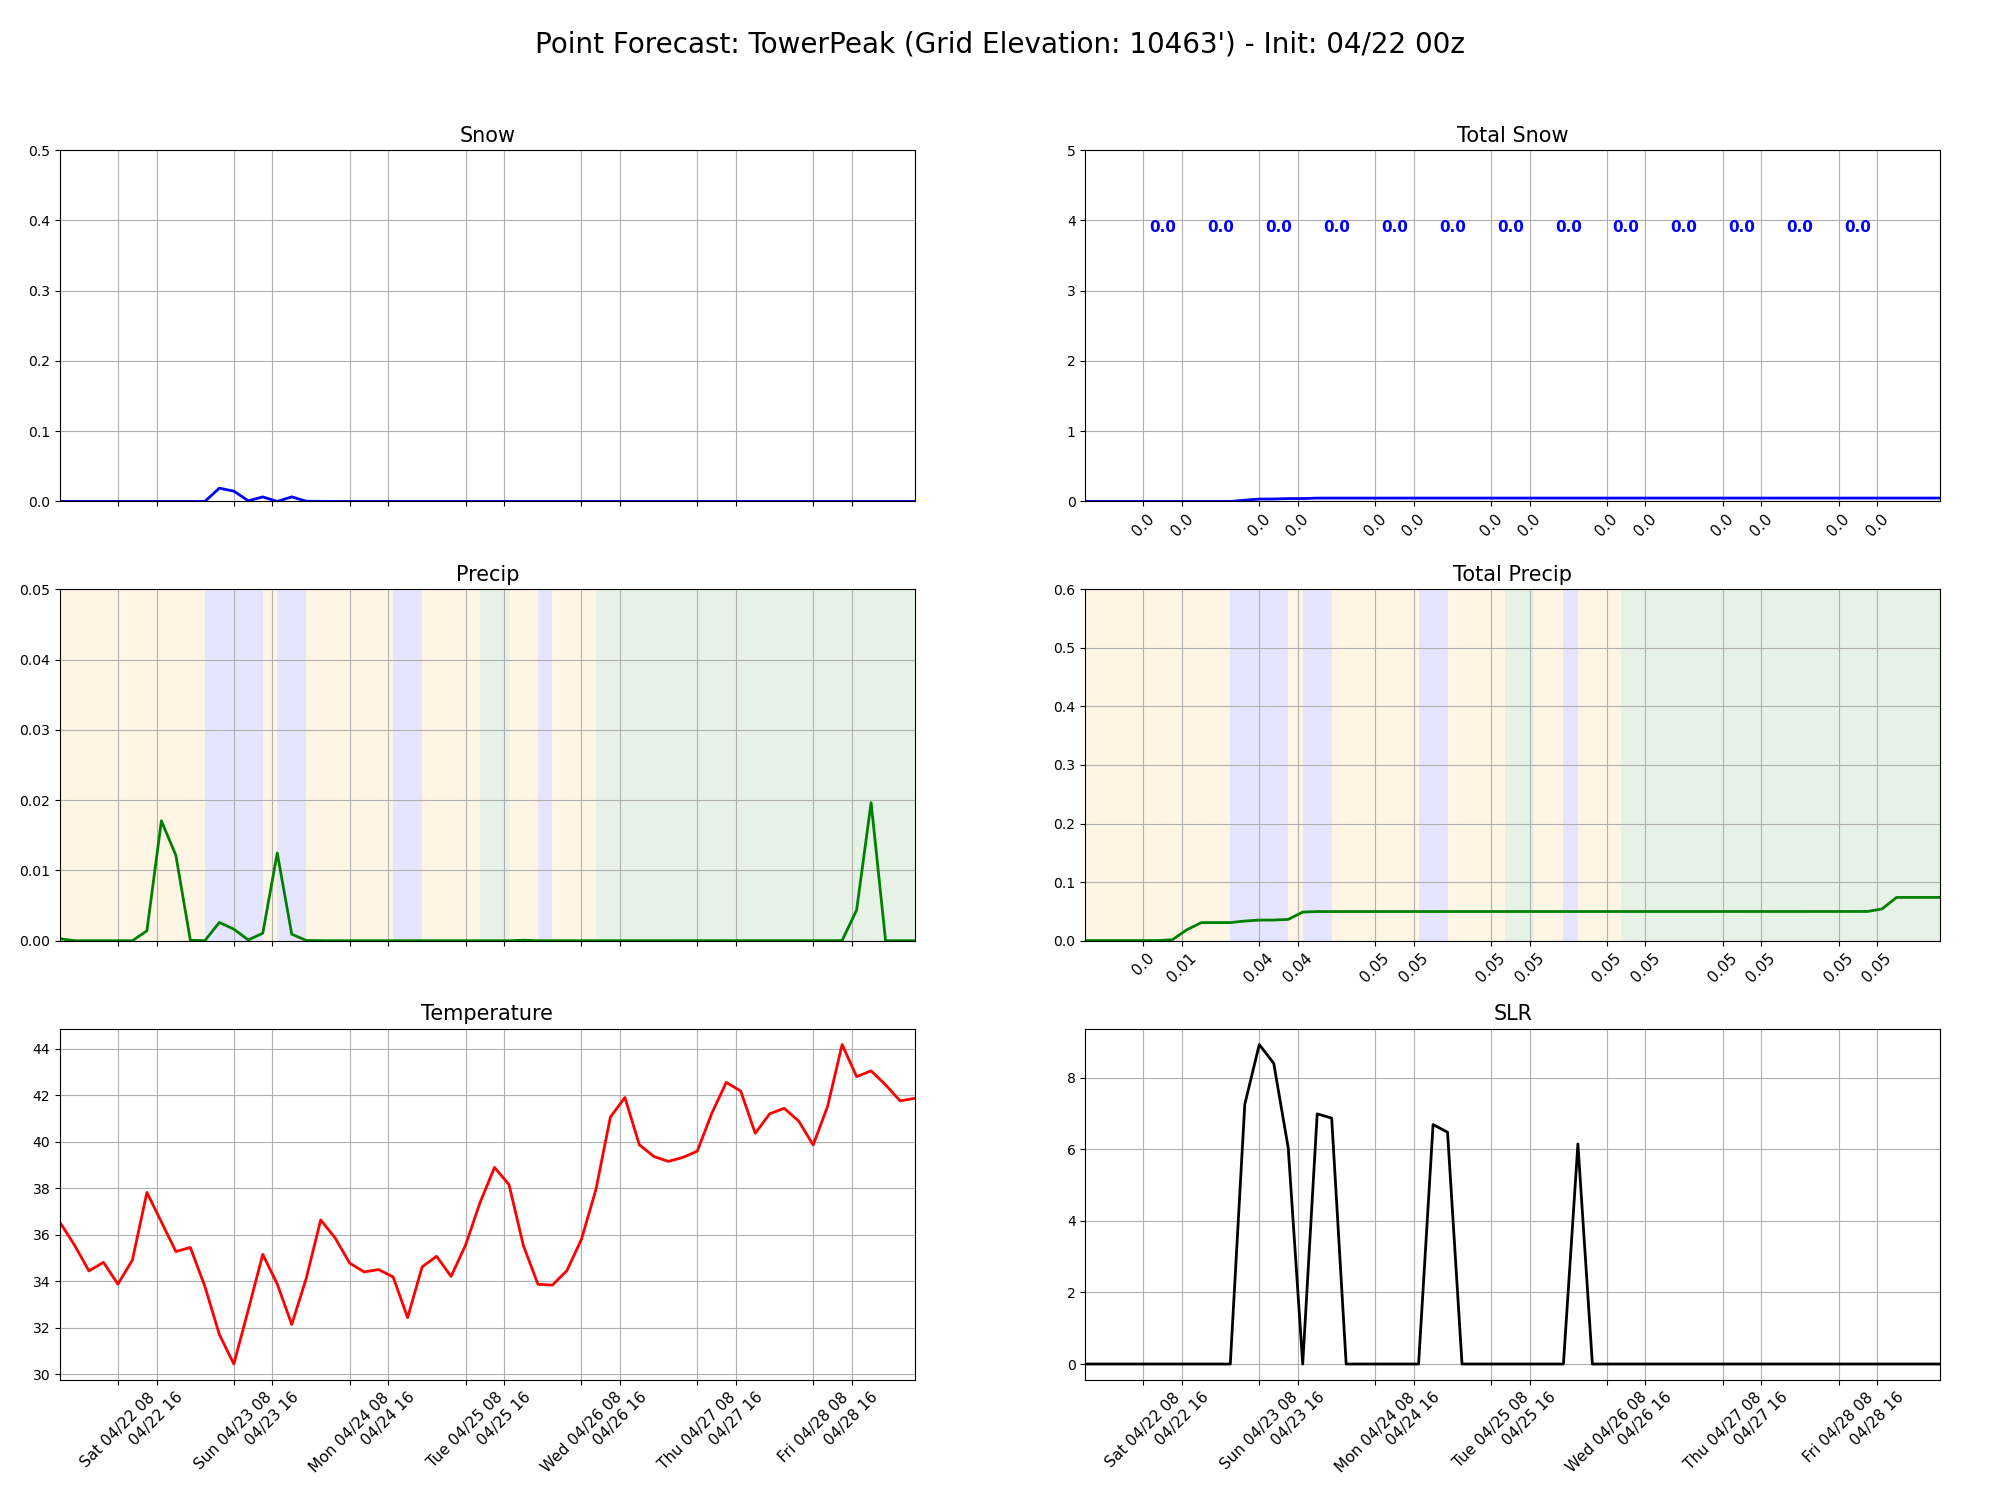 Point Forecast: TowerPeak (Grid Elevation: 10463') - Init: 04/22 00z
Snow
0.5
0.4
0.3
0.2
0.1
0.0
Total Snow
5
4
3
2
1
0
0.0 0.0 0.0 0.0 0.0 0.0 0.0 0.0 0.0 0.0 0.0 0.0 0.0
0.0 0.0 0.0 0.0 0.0 0.0 0.0 0.0 0.0 0.0 0.0 0.0 0.0 0.0
Precip
0.05
0.04
0.03
0.02
0.01
0.00
Total Precip
0.6
0.5
0.4
0.3
0.2
0.1
0.0
0.0 0.01 0.04 0.04 0.05 0.05 0.05 0.05 0.05 0.05 0.05 0.05 0.05 0.05
Temperature
44
42
40
38
36
34
32
30
Sat 04/22 08
04/22 16
Sun 04/23 08
04/23 16
Mon 04/24 08
04/24 16
Tue 04/25 08
04/25 16
Wed 04/26 08
04/26 16
Thu 04/27 08
04/27 16
Fri 04/28 08
04/28 16
SLR
8
6
4
2
0
Sat 04/22 08
04/22 16
Sun 04/23 08
04/23 16
Mon 04/24 08
04/24 16
Tue 04/25 08
04/25 16
Wed 04/26 08
04/26 16
Thu 04/27 08
04/27 16
Fri 04/28 08
04/28 16